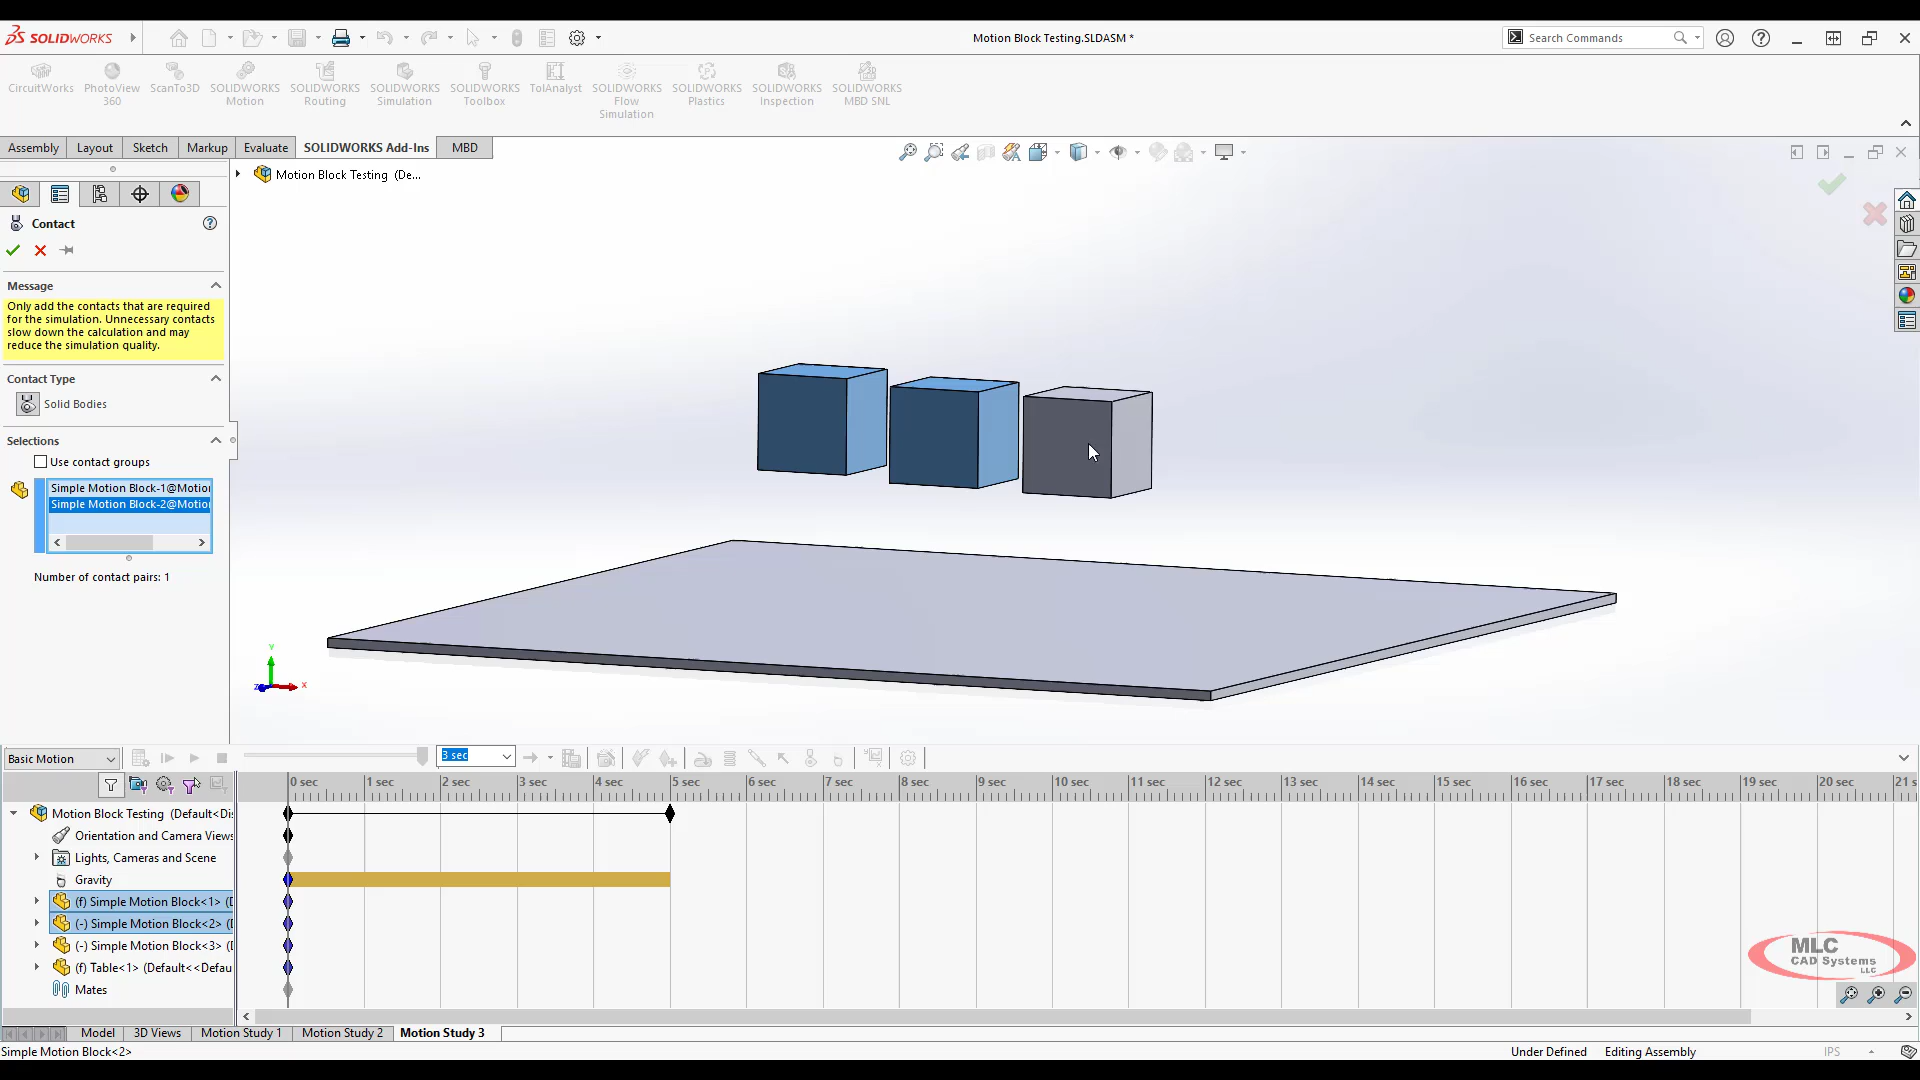 SOLIDWORKS
Motion Block Testing.SLDASM *
Search Commands
CircuitWorks
PhotoView
360
ScanTo3D
SOLIDWORKS
Motion
SOLIDWORKS
Routing
SOLIDWORKS
Simulation
SOLIDWORKS
Toolbox
TolAnalyst
SOLIDWORKS
Flow
Simulation
SOLIDWORKS
Plastics
SOLIDWORKS
Inspection
SOLIDWORKS
MBD SNL
Assembly
Layout
Sketch
Markup
Evaluate
SOLIDWORKS Add-Ins
MBD
Motion Block Testing (De...
Contact
Message
Only add the contacts that are required
for the simulation. Unnecessary contacts
slow down the calculation and may
reduce the simulation quality.
Contact Type
Solid Bodies
Selections
Use contact groups
Simple Motion Block-1@Motion
Simple Motion Block-2@Motion
Number of contact pairs: 1
Y
X
Z
Basic Motion
3 sec
0 sec
1 sec
2 sec
3 sec
4 sec
5 sec
6 sec
7 sec
8 sec
9 sec
10 sec
11 sec
12 sec
13 sec
14 sec
15 sec
16 sec
17 sec
18 sec
19 sec
20 sec
21 s
Motion Block Testing (Default<Dis
Orientation and Camera Views
Lights, Cameras and Scene
Gravity
(f) Simple Motion Block<1> (D
(-) Simple Motion Block<2> (D
(-) Simple Motion Block<3> (D
(f) Table<1> (Default<<Defau
Mates
MLC
CAD Systems
LLC
Model
3D Views
Motion Study 1
Motion Study 2
Motion Study 3
Simple Motion Block<2>
Under Defined
Editing Assembly
IPS